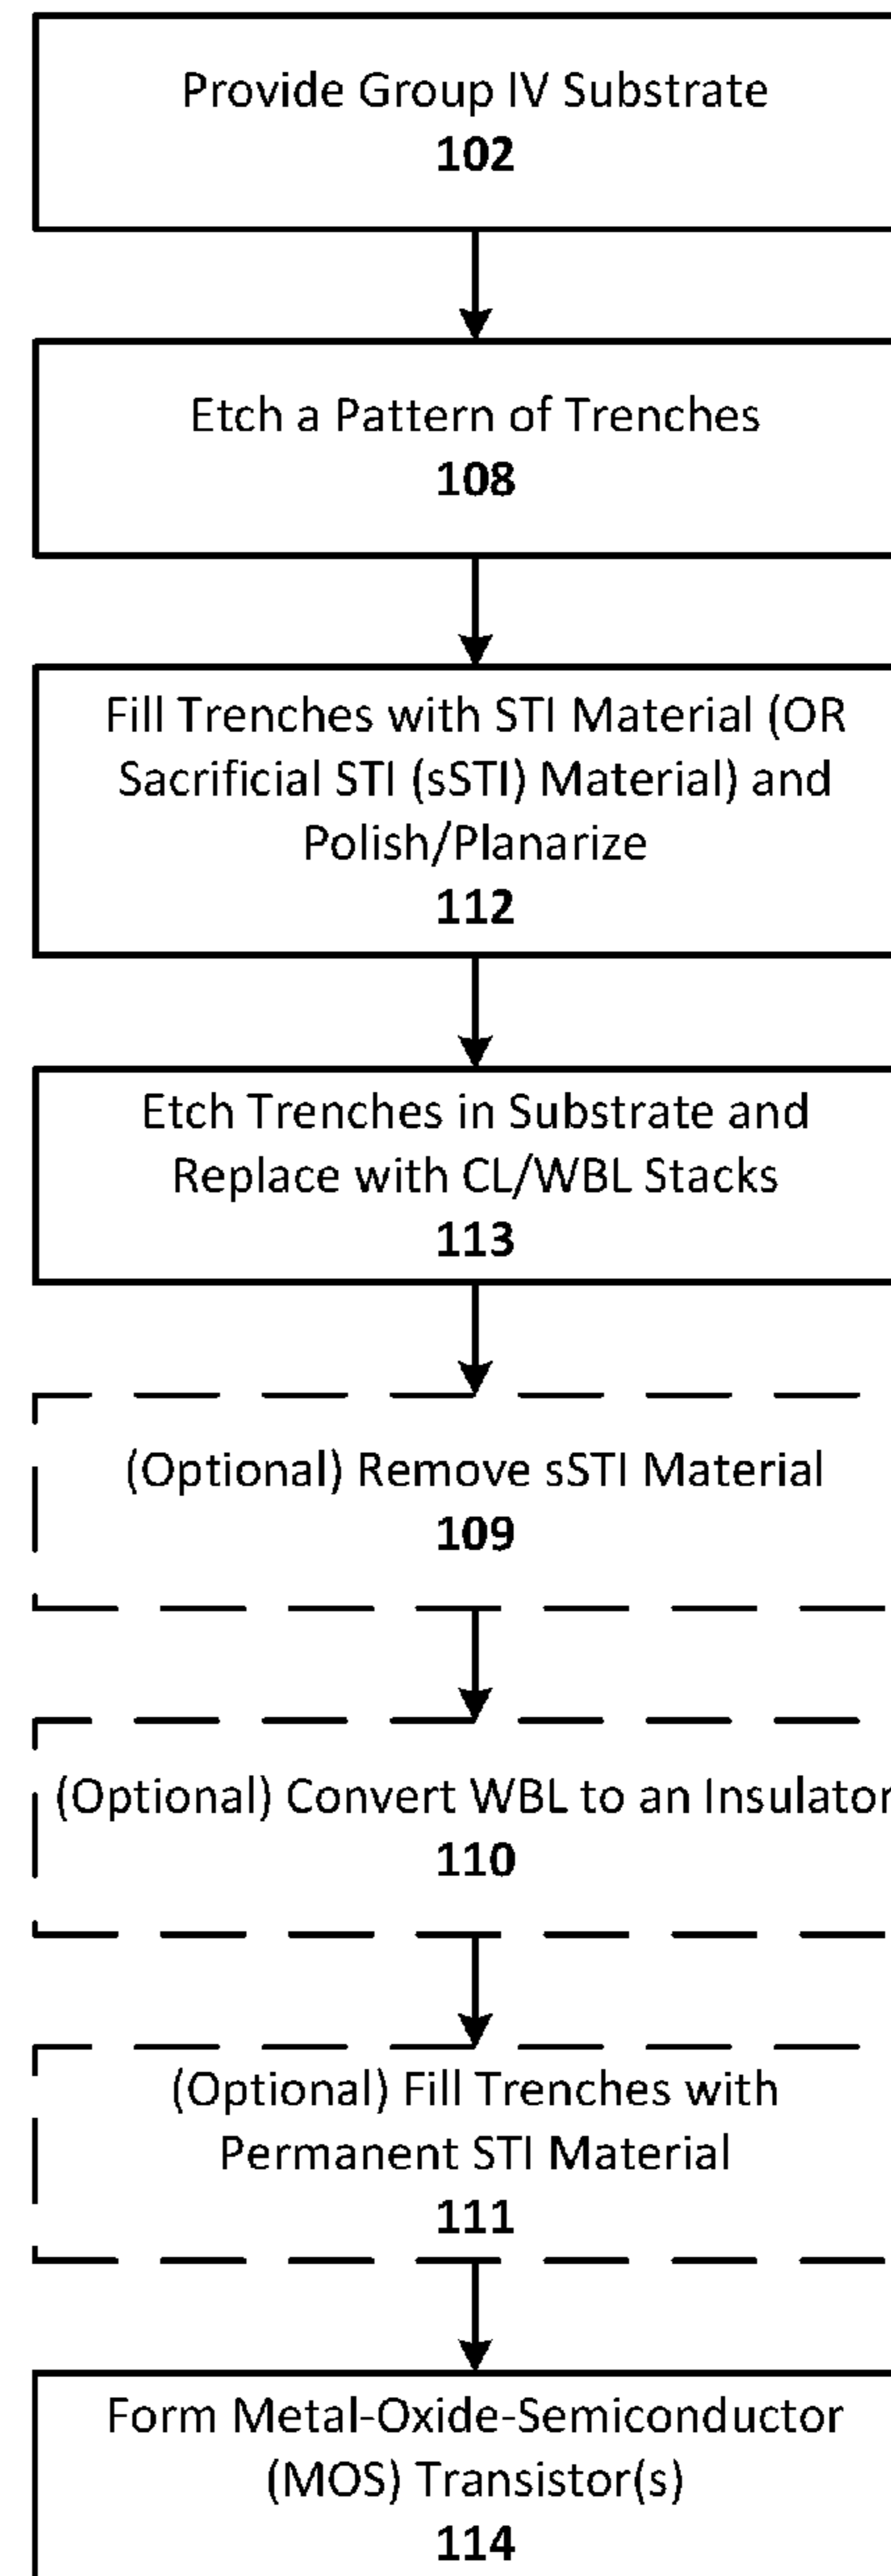 Provide Group IV Substrate
102
Etch a Pattern of Trenches
108
Fill Trenches with STI Material (OR
Sacrificial STI (sSTI) Material) and
Polish/Planarize
112
Etch Trenches in Substrate and
Replace with CL/WBL Stacks
113
(Optional) Remove sSTI Material
109
(Optional) Convert WBL to an Insulator
110
(Optional) Fill Trenches with
Permanent STI Material
111
Form Metal-Oxide-Semiconductor
(MOS) Transistor(s)
114